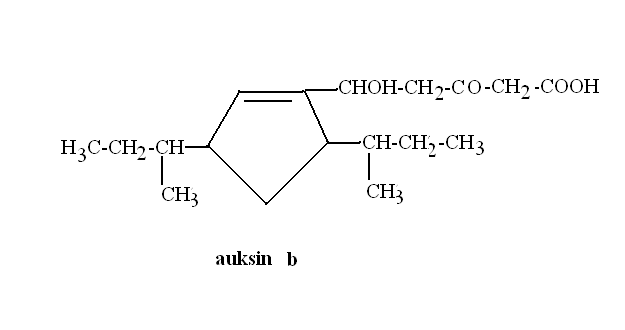 CHOH-CH₂-CO-CH₂-COOH
H₃C-CH₂-CH
CH-CH₂-CH₃
CH₃
CH₃
auksin b